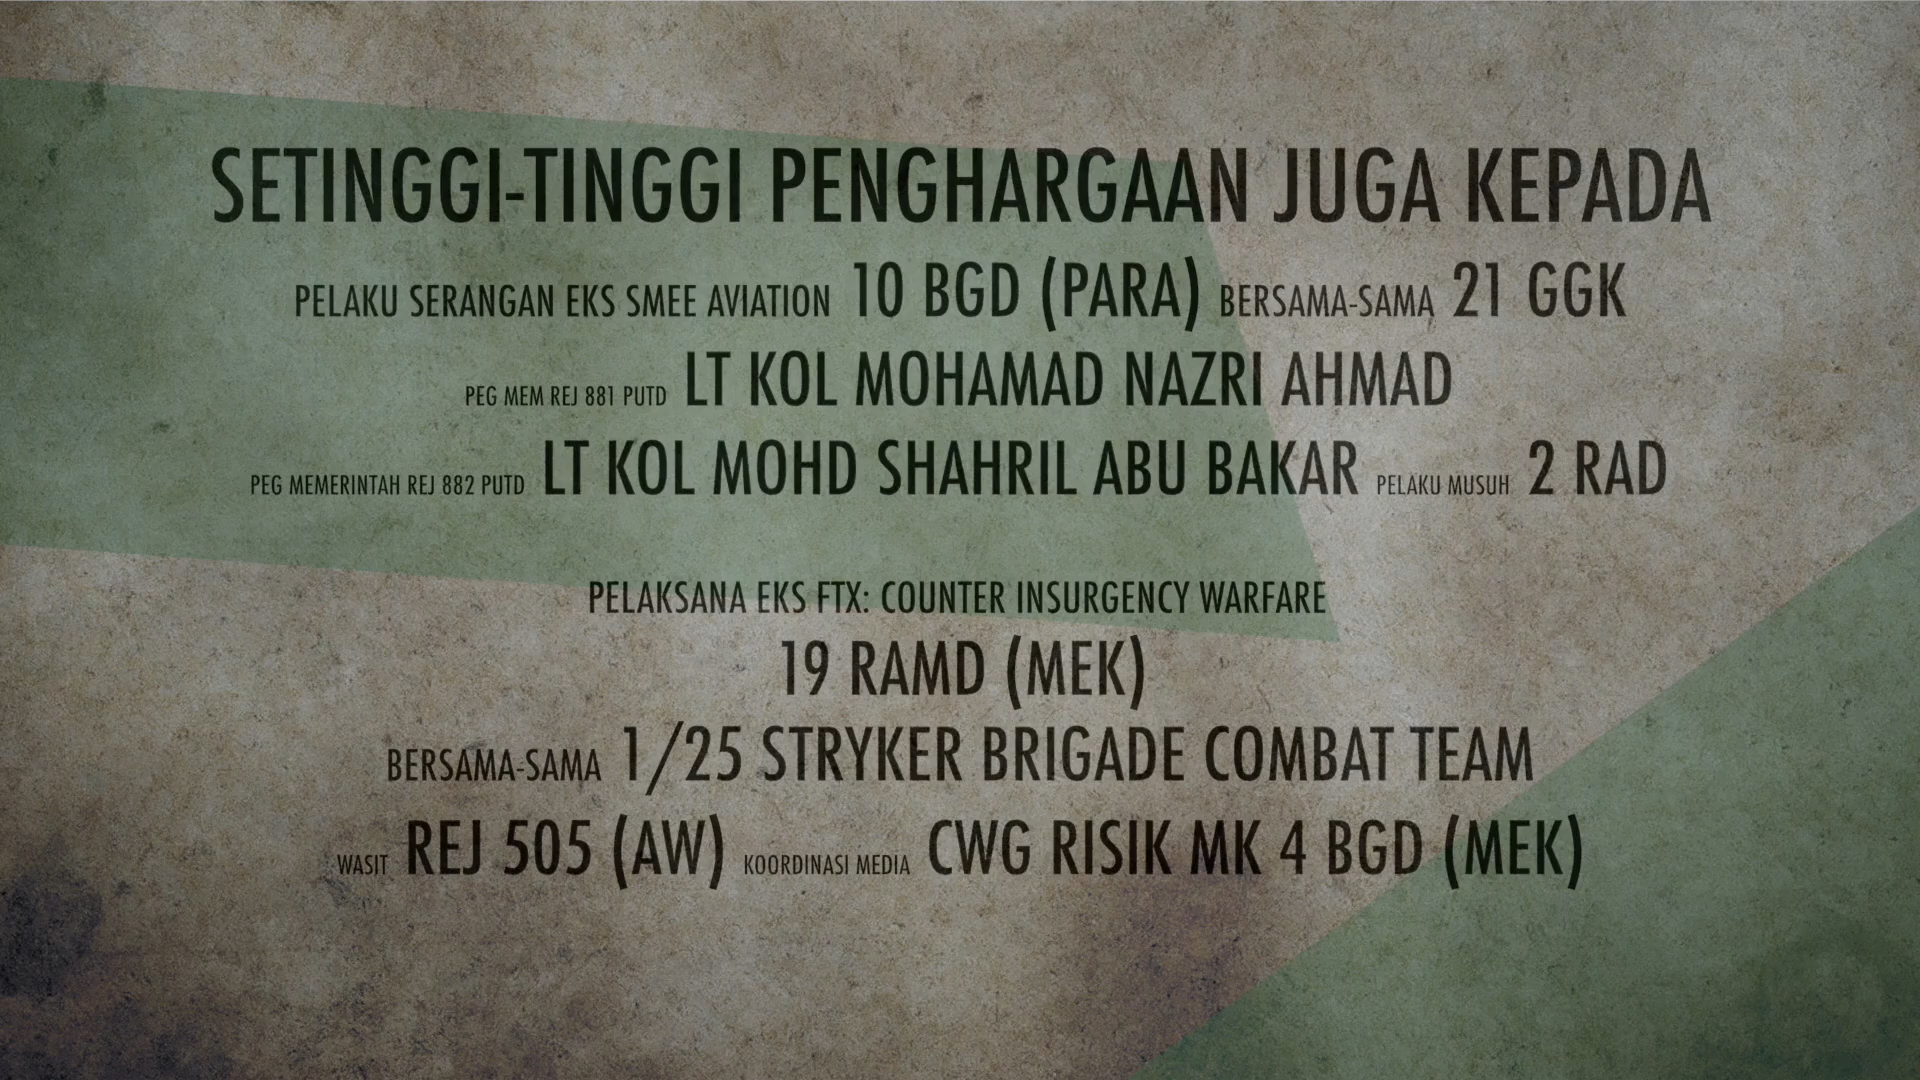 SETINGGI-TINGGI PENGHARGAAN JUGA KEPADA
PELAKU SERANGAN EKS SMEE AVIATION 10 BGD (PARA) BERSAMA-SAMA 21 GGK
PEG MEM REJ 881 PUTD LT KOL MOHAMAD NAZRI AHMAD
PEG MEMERINTAH REJ 882 PUTD LT KOL MOHD SHAHRIL ABU BAKAR PELAKU MUSUH 2 RAD
PELAKSANA EKS FTX: COUNTER INSURGENCY WARFARE
19 RAMD (MEK)
BERSAMA-SAMA 1/25 STRYKER BRIGADE COMBAT TEAM
WASIT REJ 505 (AW) KOORDINASI MEDIA CWG RISIK MK 4 BGD (MEK)